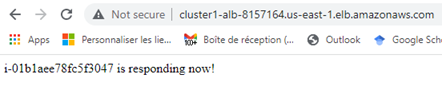 Not secure | cluster1-alb-8157164.us-east-1.elb.amazonaws.com
Apps Personnaliser les lie... Boîte de réception (... Outlook Google Sch
i-01b1aee78fc5f3047 is responding now!